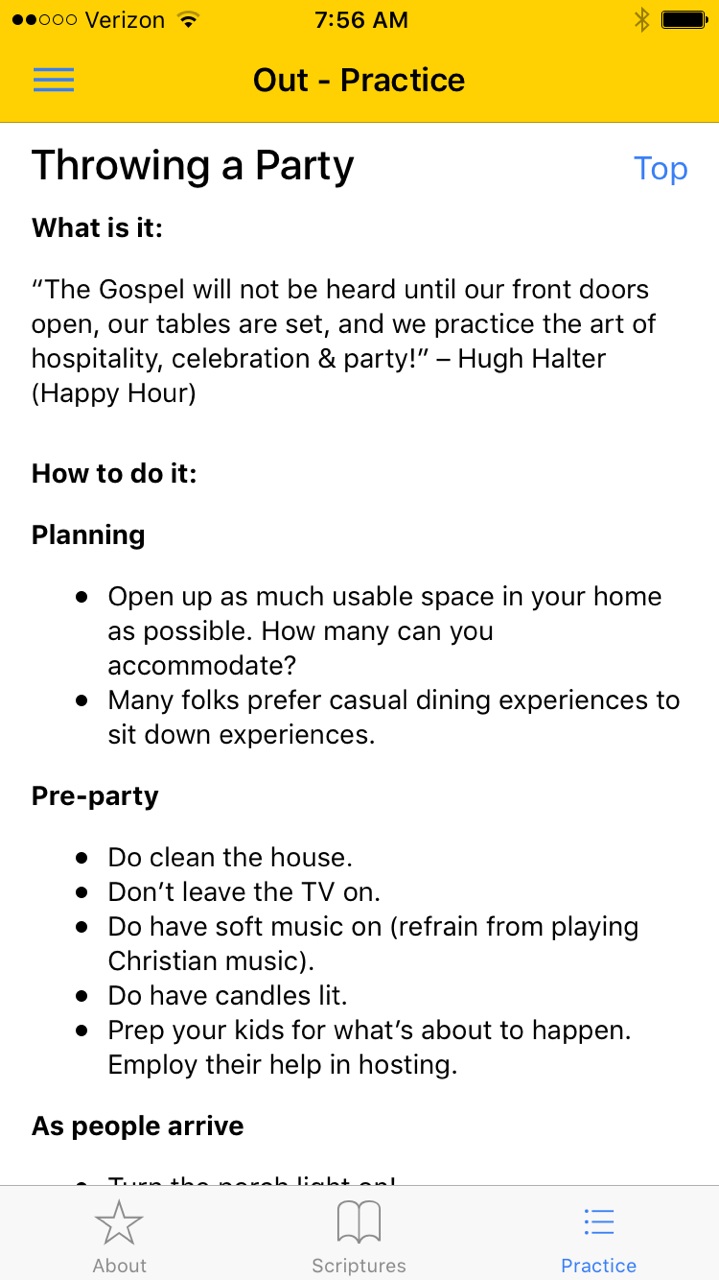 Verizon 7:56 AM
Out - Practice
Throwing a Party Top
What is it:
“The Gospel will not be heard until our front doors
open, our tables are set, and we practice the art of
hospitality, celebration & party!” – Hugh Halter
(Happy Hour)
How to do it:
Planning
● Open up as much usable space in your home
as possible. How many can you
accommodate?
● Many folks prefer casual dining experiences to
sit down experiences.
Pre-party
● Do clean the house.
● Don’t leave the TV on.
● Do have soft music on (refrain from playing
Christian music).
● Do have candles lit.
● Prep your kids for what’s about to happen.
Employ their help in hosting.
As people arrive
● Turn the porch light on!
About Scriptures Practice